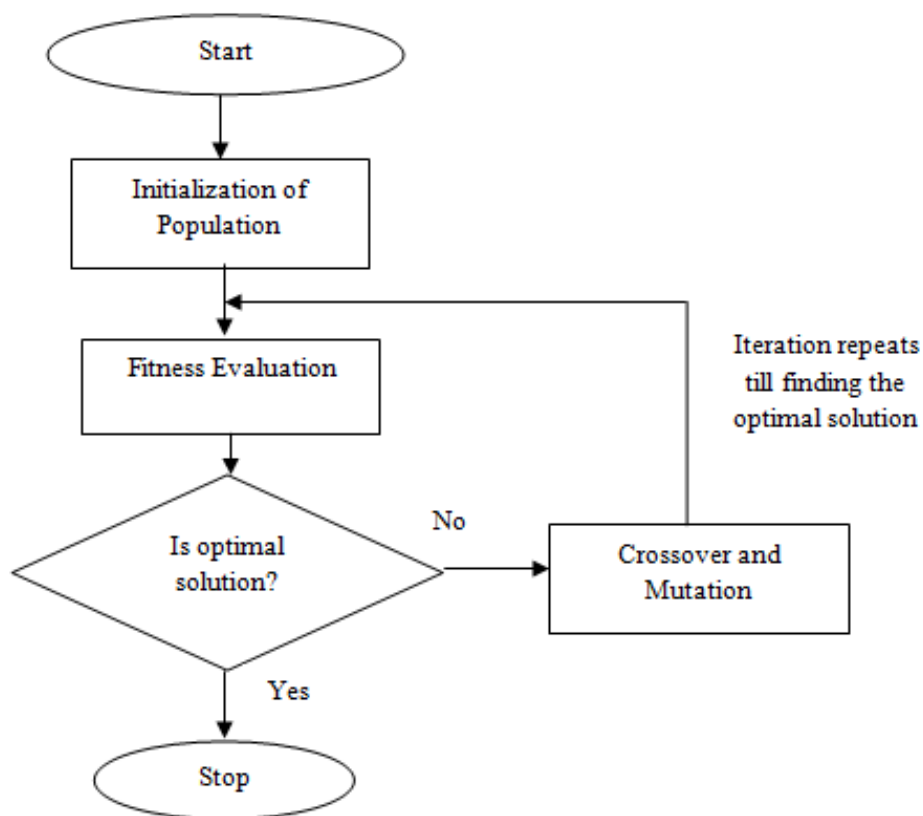 Start
Initialization of
Population
Fitness Evaluation
Iteration repeats
till finding the
optimal solution
Is optimal
solution?
No
Crossover and
Mutation
Yes
Stop